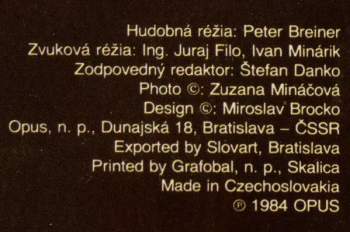 Hudobná réžia: Peter Breiner
Zvuková réžia: Ing. Juraj Filo, Ivan Minárik
Zodpovedný redaktor: Štefan Danko
Photo ©: Zuzana Mináčová
Design ©: Miroslav Brocko
Opus, n. p., Dunajská 18, Bratislava – ČSSR
Exported by Slovart, Bratislava
Printed by Grafobal, n. p., Skalica
Made in Czechoslovakia
℗ 1984 OPUS